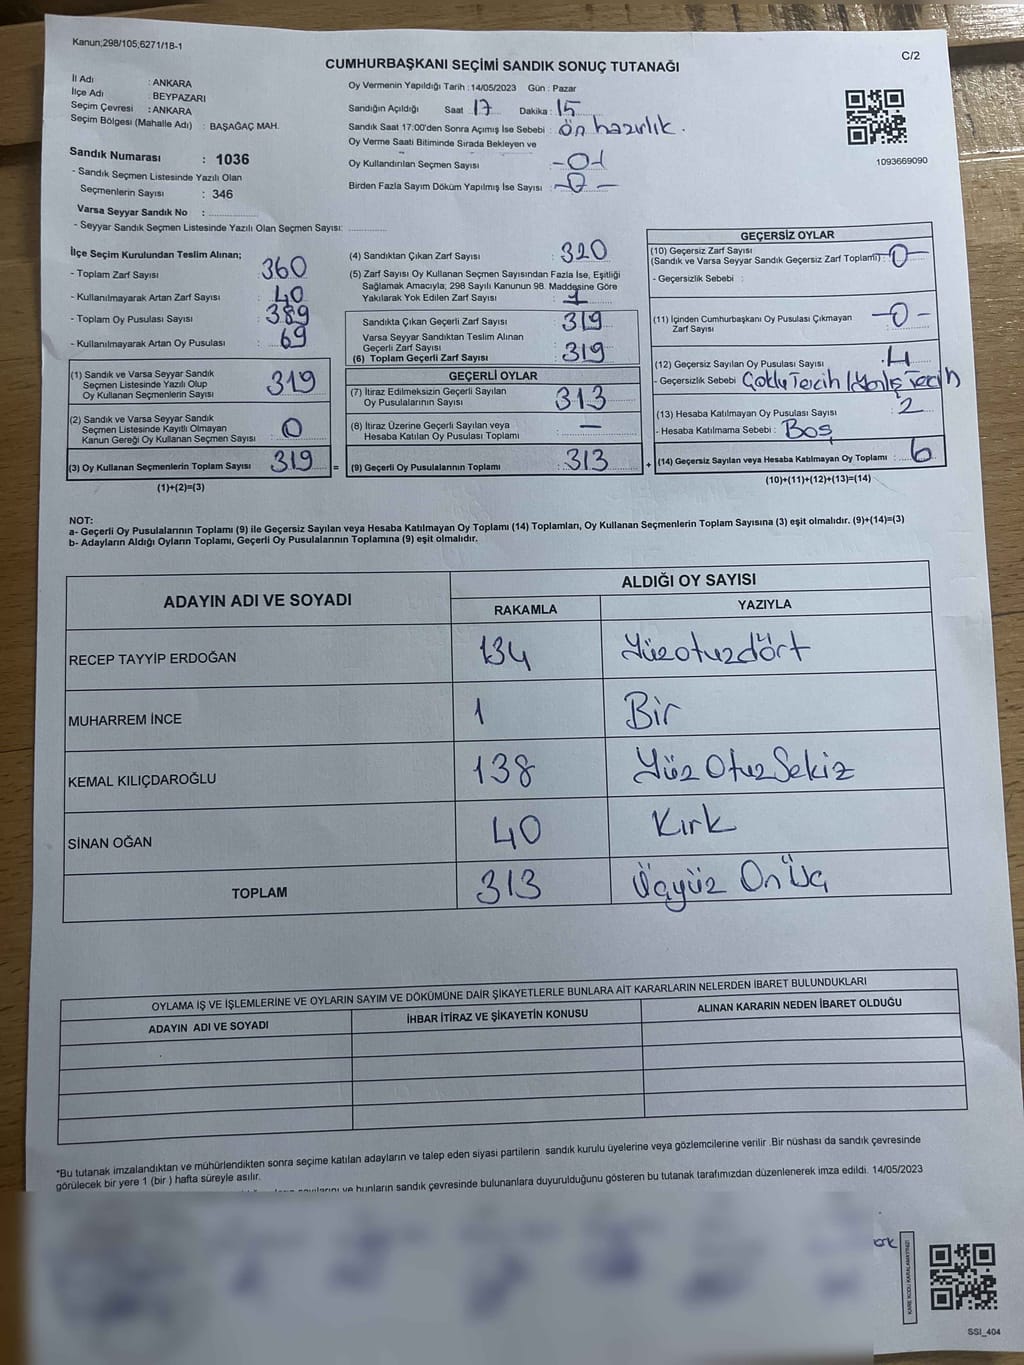 Kanun;298/105;6271/18-1
C/2
CUMHURBAŞKANI SEÇİMİ SANDIK SONUÇ TUTANAĞI
İl Adı : ANKARA
İlçe Adı : BEYPAZARI
Seçim Çevresi : ANKARA
Seçim Bölgesi (Mahalle Adı) : BAŞAĞAÇ MAH.
Sandık Numarası : 1036
- Sandık Seçmen Listesinde Yazılı Olan
Seçmenlerin Sayısı : 346
Varsa Seyyar Sandık No :
- Seyyar Sandık Seçmen Listesinde Yazılı Olan Seçmen Sayısı:
Oy Vermenin Yapıldığı Tarih : 14/05/2023 Gün : Pazar
Sandığın Açıldığı Saat 17 Dakika : 15
Sandık Saat 17:00'den Sonra Açımış İse Sebebi : ön hazırlık.
Oy Verme Saati Bitiminde Sırada Bekleyen ve
Oy Kullandırılan Seçmen Sayısı
Birden Fazla Sayım Döküm Yapılmış İse Sayısı : -0-
1093669090
İlçe Seçim Kurulundan Teslim Alınan;
- Toplam Zarf Sayısı : 360
- Kullanılmayarak Artan Zarf Sayısı : 40
- Toplam Oy Pusulası Sayısı : 389
- Kullanılmayarak Artan Oy Pusulası : 69
(1) Sandık ve Varsa Seyyar Sandık
Seçmen Listesinde Yazılı Olup
Oy Kullanan Seçmenlerin Sayısı : 319
(2) Sandık ve Varsa Seyyar Sandık
Seçmen Listesinde Kayıtlı Olmayan
Kanun Gereği Oy Kullanan Seçmen Sayısı : 0
(3) Oy Kullanan Seçmenlerin Toplam Sayısı : 319 =
(1)+(2)=(3)
(4) Sandıktan Çıkan Zarf Sayısı : 320
(5) Zarf Sayısı Oy Kullanan Seçmen Sayısından Fazla İse, Eşitliği
Sağlamak Amacıyla; 298 Sayılı Kanunun 98. Maddesine Göre
Yakılarak Yok Edilen Zarf Sayısı : 1
Sandıkta Çıkan Geçerli Zarf Sayısı : 319
Varsa Seyyar Sandıktan Teslim Alınan
Geçerli Zarf Sayısı
(6) Toplam Geçerli Zarf Sayısı : 319
GEÇERLİ OYLAR
(7) İtiraz Edilmeksizin Geçerli Sayılan
Oy Pusulalarının Sayısı : 313
(8) İtiraz Üzerine Geçerli Sayılan veya
Hesaba Katılan Oy Pusulası Toplamı : -
(9) Geçerli Oy Pusulalarının Toplamı : 313 +
GEÇERSİZ OYLAR
(10) Geçersiz Zarf Sayısı
(Sandık ve Varsa Seyyar Sandık Geçersiz Zarf Toplamı) : -0-
- Geçersizlik Sebebi :
(11) İçinden Cumhurbaşkanı Oy Pusulası Çıkmayan
Zarf Sayısı -0-
(12) Geçersiz Sayılan Oy Pusulası Sayısı : 4
- Geçersizlik Sebebi Çoklu Tercih / Yanlış Tercih
(13) Hesaba Katılmayan Oy Pusulası Sayısı : 2
- Hesaba Katılmama Sebebi : Boş
(14) Geçersiz Sayılan veya Hesaba Katılmayan Oy Toplamı : 6
(10)+(11)+(12)+(13)=(14)
NOT:
a- Geçerli Oy Pusulalarının Toplamı (9) ile Geçersiz Sayılan veya Hesaba Katılmayan Oy Toplamı (14) Toplamları, Oy Kullanan Seçmenlerin Toplam Sayısına (3) eşit olmalıdır. (9)+(14)=(3)
b- Adayların Aldığı Oyların Toplamı, Geçerli Oy Pusulalarının Toplamına (9) eşit olmalıdır.
ADAYIN ADI VE SOYADI
ALDIĞI OY SAYISI
RAKAMLA YAZIYLA
RECEP TAYYİP ERDOĞAN 134 Yüzotuzdört
MUHARREM İNCE 1 Bir
KEMAL KILIÇDAROĞLU 138 Yüz Otuz Sekiz
SİNAN OĞAN 40 Kırk
TOPLAM 313 Üçyüz On Üç
OYLAMA İŞ VE İŞLEMLERİNE VE OYLARIN SAYIM VE DÖKÜMÜNE DAİR ŞİKAYETLERLE BUNLARA AİT KARARLARIN NELERDEN İBARET BULUNDUKLARI
ADAYIN ADI VE SOYADI İHBAR İTİRAZ VE ŞİKAYETİN KONUSU ALINAN KARARIN NEDEN İBARET OLDUĞU
*Bu tutanak imzalandıktan ve mühürlendikten sonra seçime katılan adayların ve talep eden siyasi partilerin sandık kurulu üyelerine veya gözlemcilerine verilir .Bir nüshası da sandık çevresinde
görülecek bir yere 1 (bir ) hafta süreyle asılır.
ve bunların sandık çevresinde bulunanlara duyurulduğunu gösteren bu tutanak tarafımızdan düzenlenerek imza edildi. 14/05/2023
KARE KODU KARALAMAYINIZ!
SSI_404